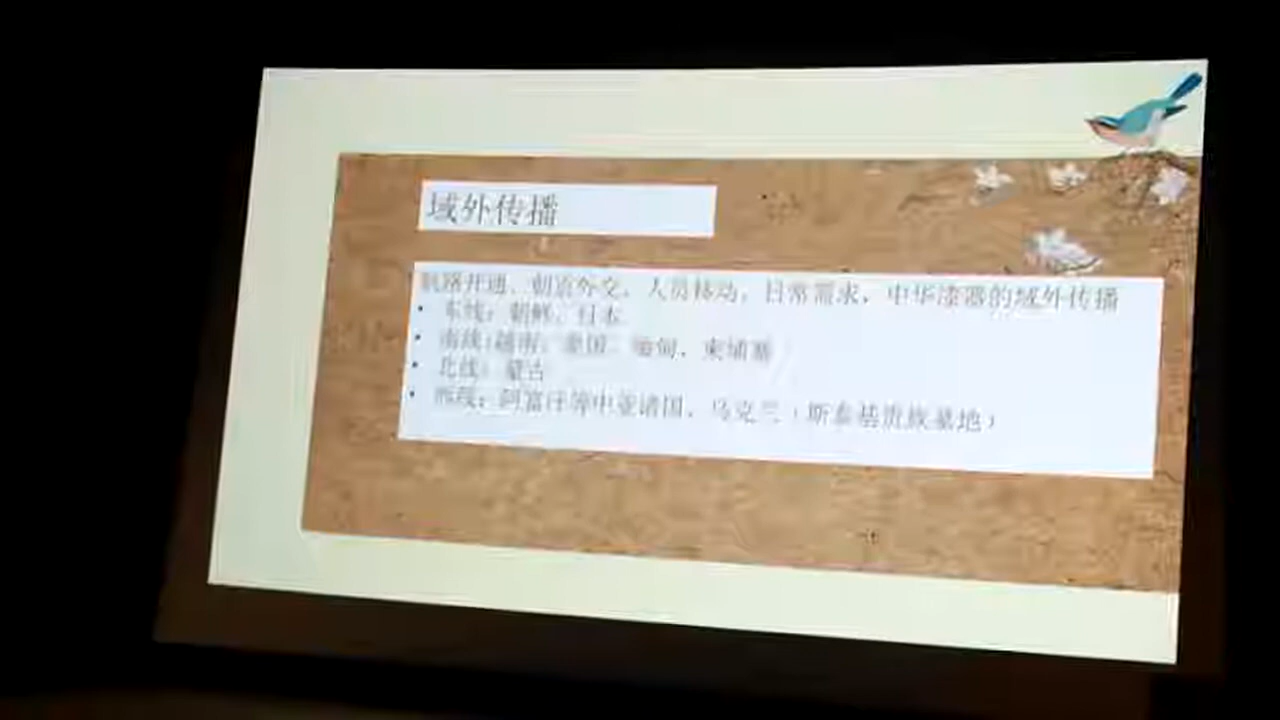 域外传播
航路开通、朝贡外交、人员移动、日常需求，中华漆器的域外传播
• 东线：朝鲜、日本
• 南线：越南、泰国、缅甸、柬埔寨
• 北线：蒙古
• 西线：阿富汗等中亚诸国、乌克兰（斯泰基贵族墓地）